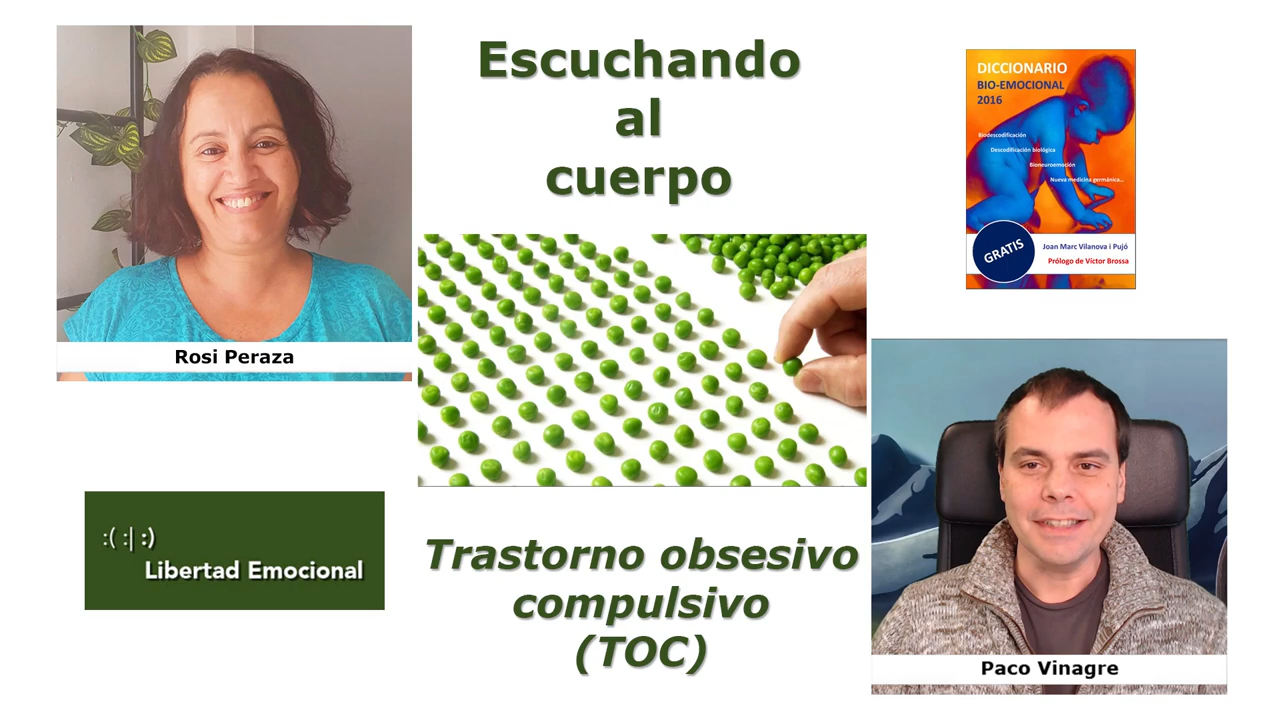 Escuchando
al
cuerpo
Rosi Peraza
DICCIONARIO
BIO-EMOCIONAL
2016
Biodescodificación
Descodificación biológica
Bioneuroemoción
Nueva medicina germánica...
GRATIS
Joan Marc Vilanova i Pujó
Prólogo de Víctor Brossa
:( :| :)
Libertad Emocional
Trastorno obsesivo
compulsivo
(TOC)
Paco Vinagre